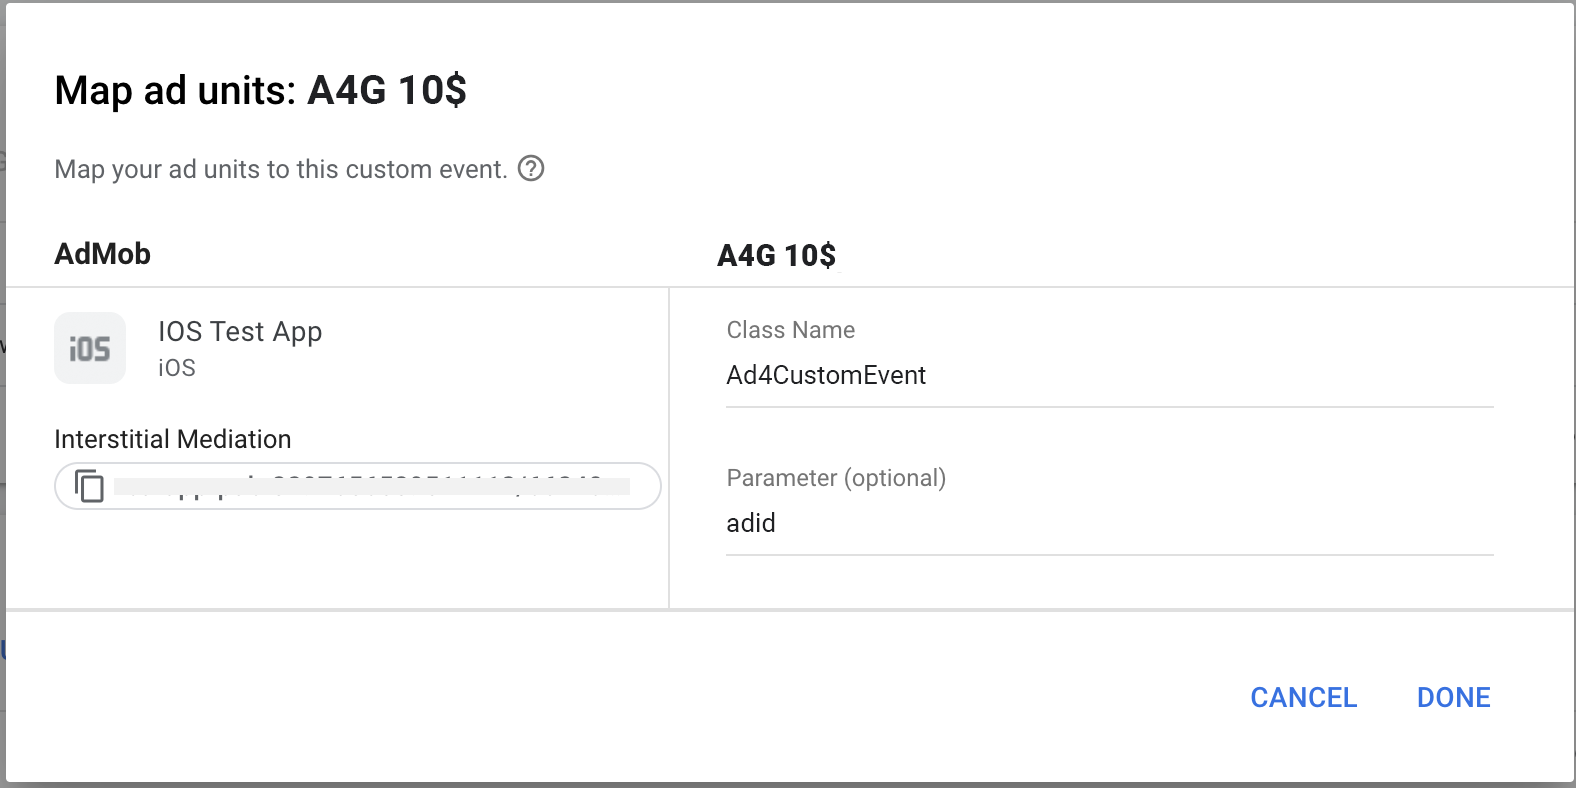 Map ad units: A4G 10$
Map your ad units to this custom event.
AdMob
A4G 10$
iOS
IOS Test App
iOS
Interstitial Mediation
Class Name
Ad4CustomEvent
Parameter (optional)
adid
CANCEL
DONE